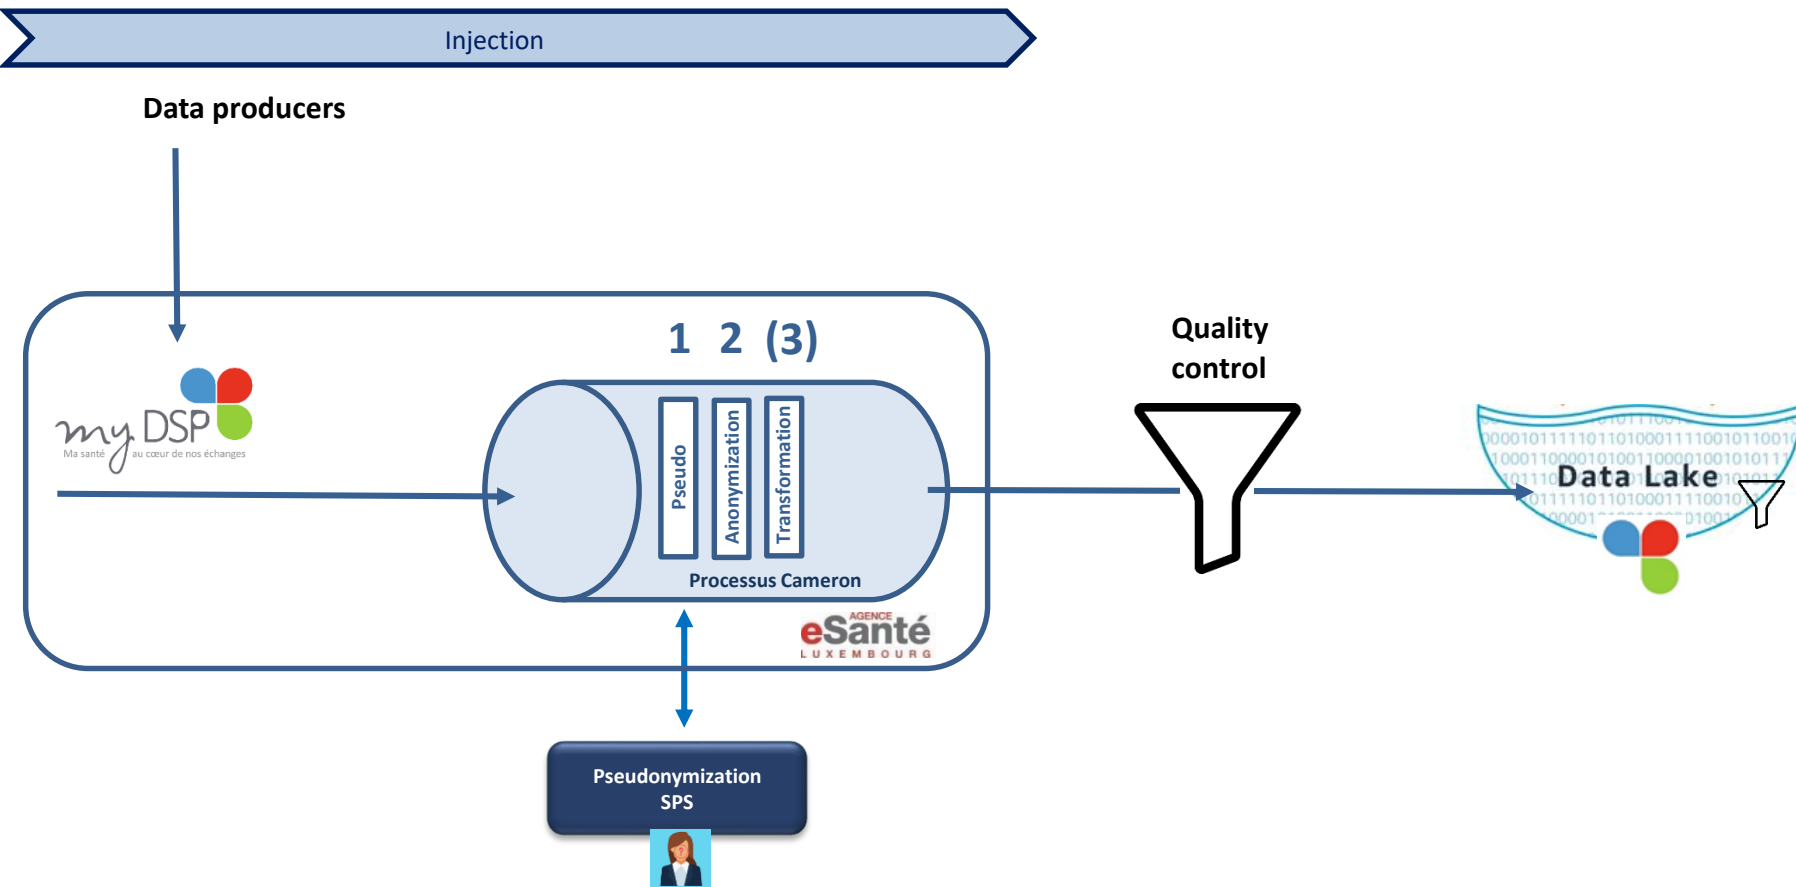 Injection
Data producers
1 2 (3)
Quality
control
my DSP
Ma santé au cœur de nos échanges
Pseudo
Anonymization
Transformation
Processus Cameron
AGENCE
eSanté
LUXEMBOURG
Data Lake
Pseudonymization
SPS